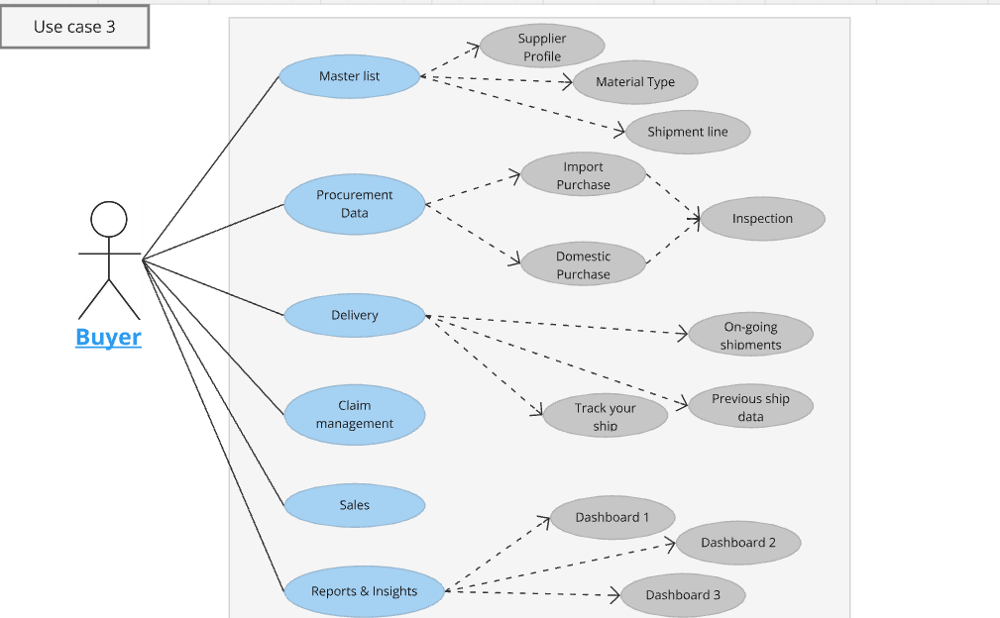 Use case 3
Supplier
Profile
Master list
Material Type
Shipment line
Import
Purchase
Procurement
Data
Inspection
Domestic
Purchase
Buyer
Delivery
On-going
shipments
Claim
management
Track your
ship
Previous ship
data
Sales
Dashboard 1
Dashboard 2
Reports & Insights
Dashboard 3